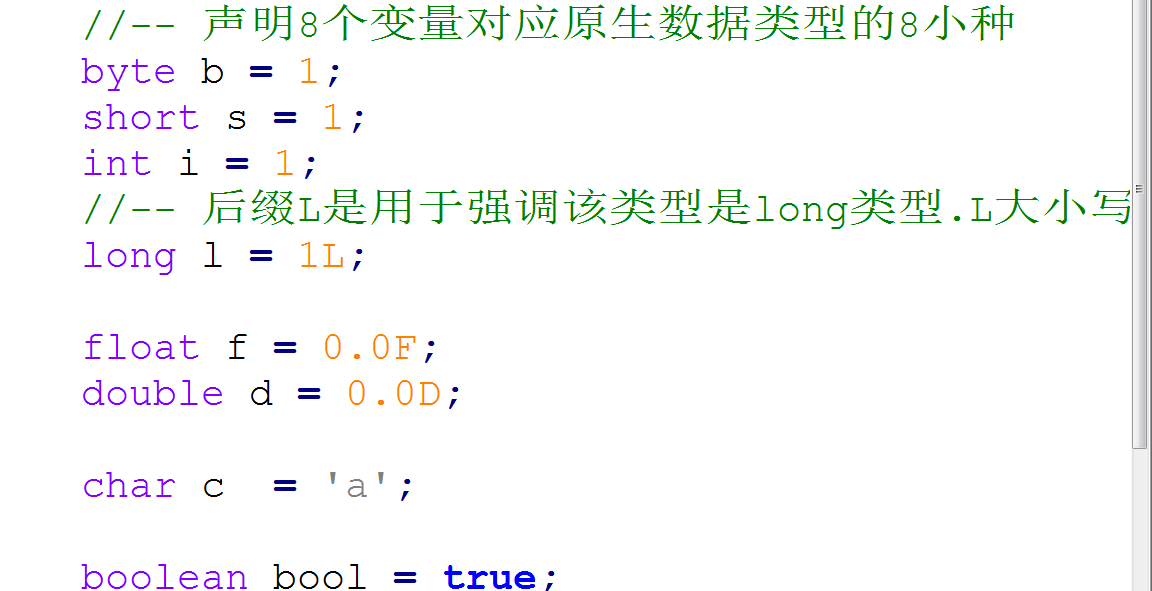 //-- 声明8个变量对应原生数据类型的8小种
byte b = 1;
short s = 1;
int i = 1;
//-- 后缀L是用于强调该类型是long类型.L大小写
long l = 1L;
float f = 0.0F;
double d = 0.0D;
char c  = 'a';
boolean bool = true;